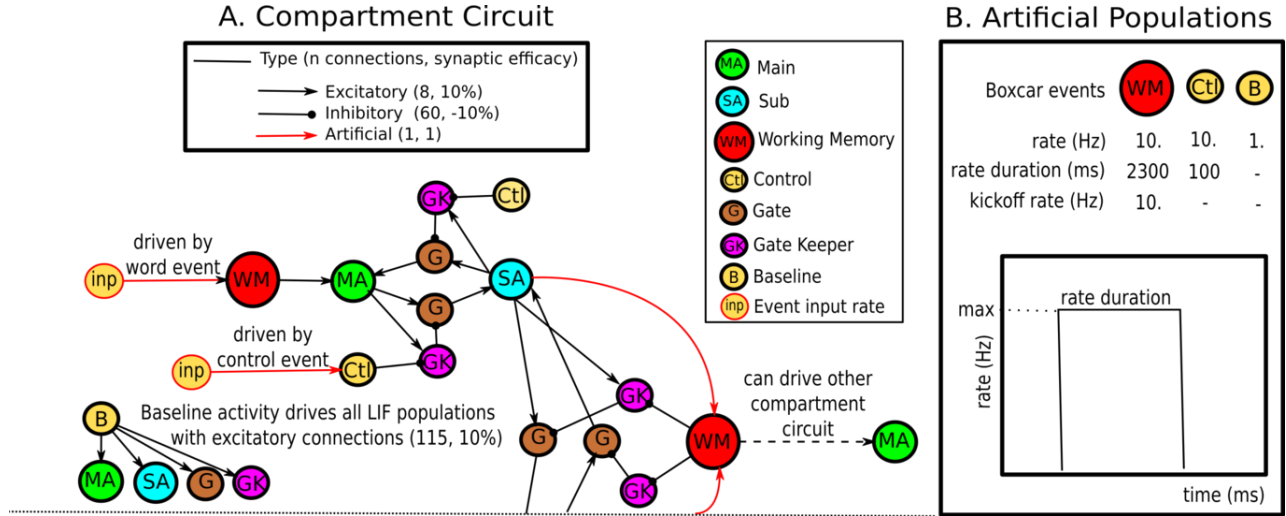 A. Compartment Circuit
Type (n connections, synaptic efficacy)
Excitatory (8, 10%)
Inhibitory (60, -10%)
Artificial (1, 1)
MA Main
SA Sub
WM Working Memory
Ctl Control
G Gate
GK Gate Keeper
B Baseline
inp Event input rate
GK
Ctl
driven by
word event
inp
WM
MA
G
SA
G
driven by
control event
inp
Ctl
GK
B
Baseline activity drives all LIF populations
with excitatory connections (115, 10%)
MA
SA
G
GK
GK
G
G
WM
GK
can drive other
compartment
circuit
MA
B. Artificial Populations
Boxcar events WM Ctl B
rate (Hz) 10. 10. 1.
rate duration (ms) 2300 100 -
kickoff rate (Hz) 10. - -
max
rate duration
rate (Hz)
time (ms)